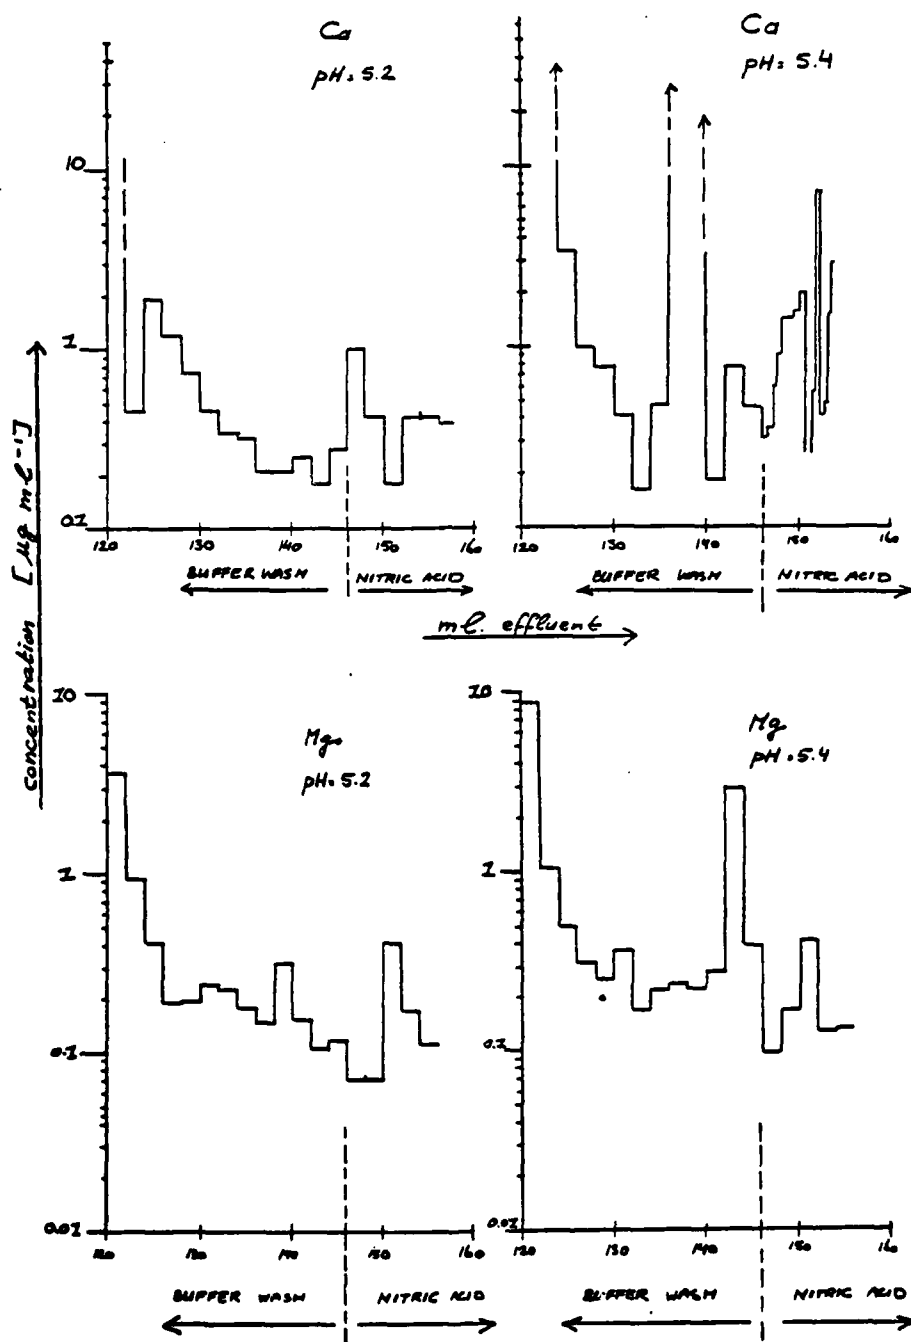 Ca
pH = 5.2
10
1
0.1
120 130 140 150 160
BUFFER WASH NITRIC ACID
Ca
pH = 5.4
120 130 140 150 160
BUFFER WASH NITRIC ACID
concentration [µg ml⁻¹]
ml. effluent
Mg
pH = 5.2
10
1
0.1
0.01
120 130 140 150 160
BUFFER WASH NITRIC ACID
Mg
pH = 5.4
10
1
0.1
0.01
120 130 140 150 160
BUFFER WASH NITRIC ACID